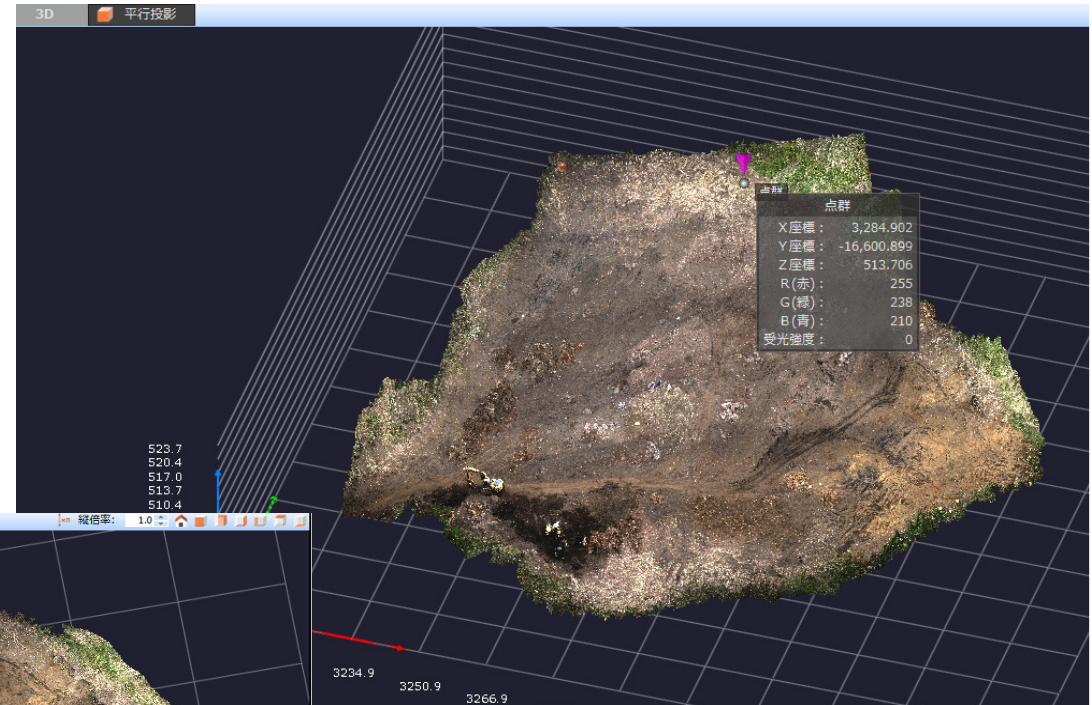 3D
平行投影
点群
点群
X座標： 3,284.902
Y座標： -16,600.899
Z座標： 513.706
R(赤)： 255
G(緑)： 238
B(青)： 210
受光強度： 0
523.7
520.4
517.0
513.7
510.4
縦倍率: 1.0
3234.9
3250.9
3266.9